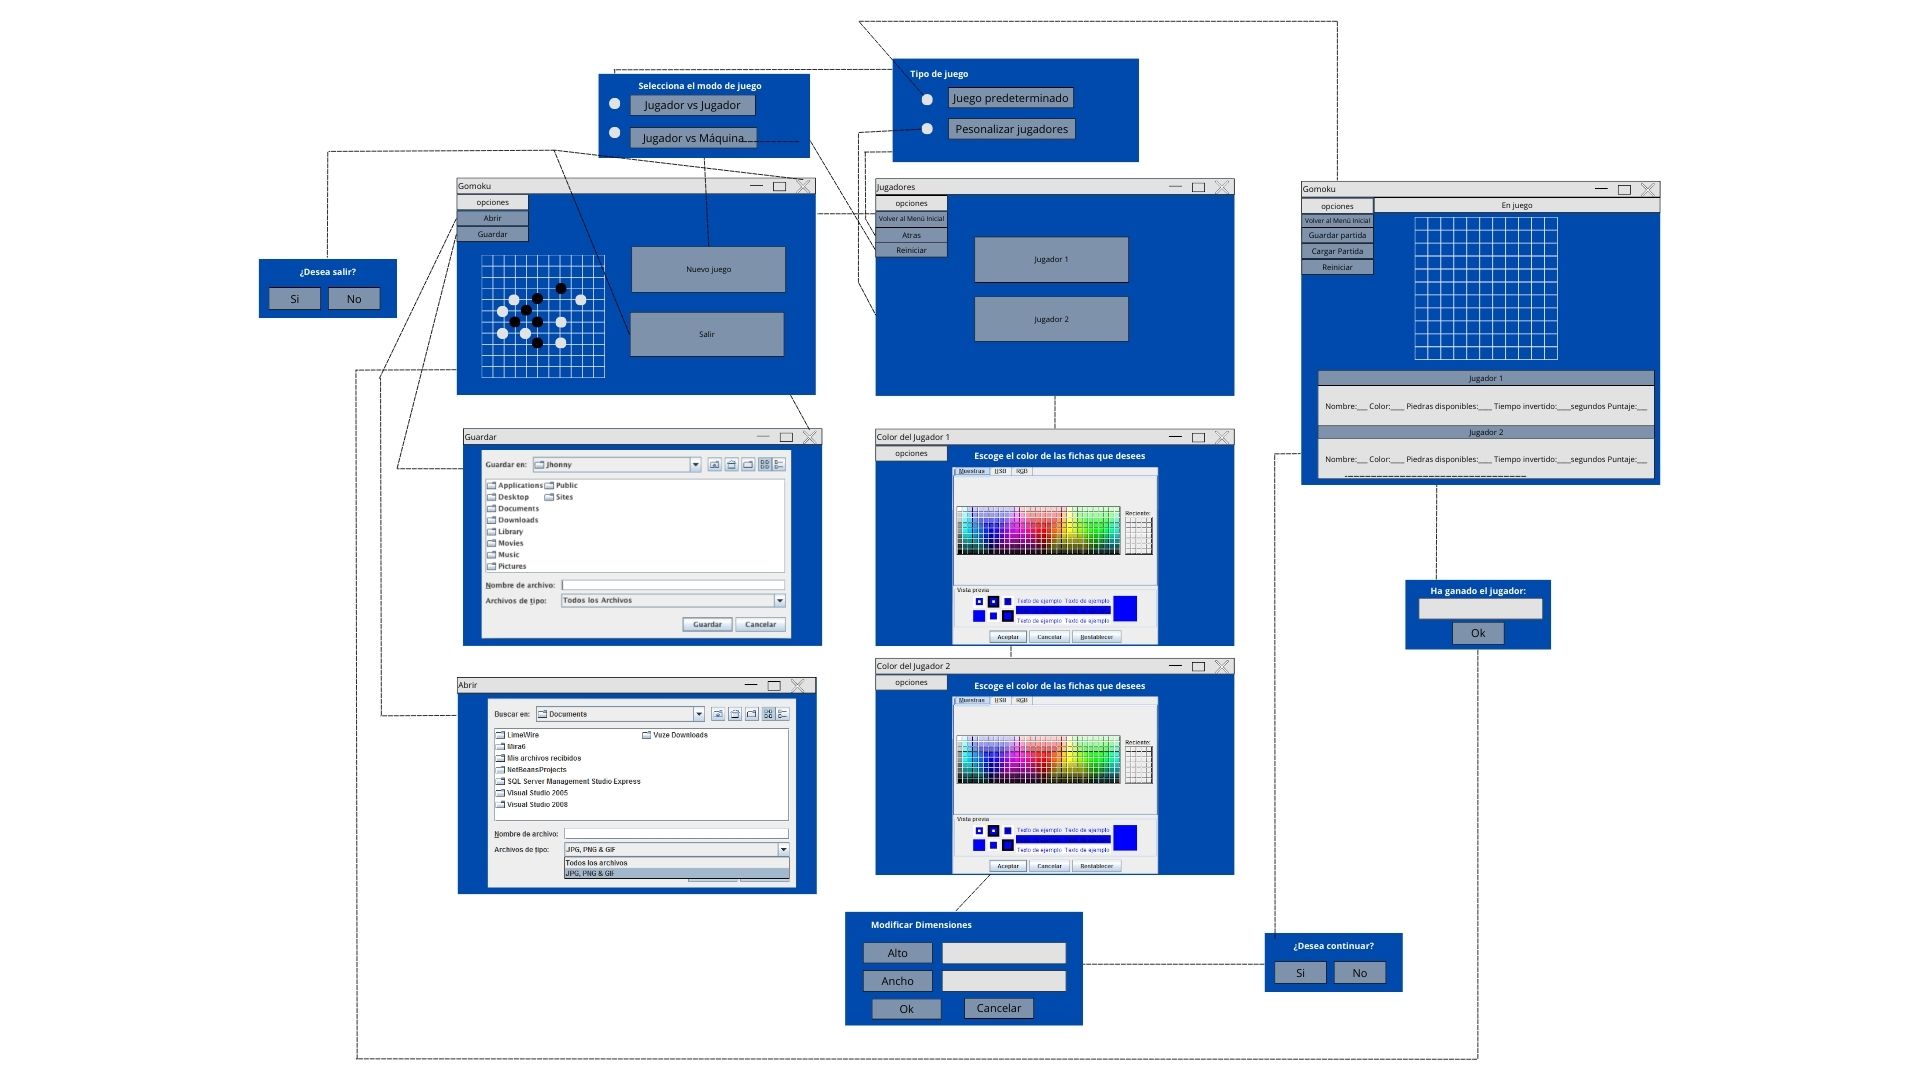 Selecciona el modo de juego
Jugador vs Jugador
Jugador vs Máquina
Tipo de juego
Juego predeterminado
Pesonalizar jugadores
¿Desea salir?
Si No
Gomoku
opciones
Abrir
Guardar
Nuevo juego
Salir
Jugadores
opciones
Volver al Menú Inicial
Atras
Reiniciar
Jugador 1
Jugador 2
Gomoku
opciones En juego
Volver al Menú Inicial
Guardar partida
Cargar Partida
Reiniciar
Jugador 1
Nombre:___ Color:____ Piedras disponibles:____ Tiempo invertido:____segundos Puntaje:___
Jugador 2
Nombre:___ Color:____ Piedras disponibles:____ Tiempo invertido:____segundos Puntaje:___
Guardar
Guardar en: Jhonny
Applications Public
Desktop Sites
Documents
Downloads
Library
Movies
Music
Pictures
Nombre de archivo:
Archivos de tipo: Todos los Archivos
Guardar Cancelar
Color del Jugador 1
opciones
Escoge el color de las fichas que desees
Muestras HSB RGB
Reciente:
Vista previa
Texto de ejemplo Texto de ejemplo
Texto de ejemplo Texto de ejemplo
Aceptar Cancelar Restablecer
Ha ganado el jugador:
Ok
Abrir
Buscar en: Documents
LimeWire Vuze Downloads
Mira6
Mis archivos recibidos
NetBeansProjects
SQL Server Management Studio Express
Visual Studio 2005
Visual Studio 2008
Nombre de archivo:
Archivos de tipo: JPG, PNG & GIF
Todos los archivos
JPG, PNG & GIF
Color del Jugador 2
opciones
Escoge el color de las fichas que desees
Muestras HSB RGB
Reciente:
Vista previa
Texto de ejemplo Texto de ejemplo
Texto de ejemplo Texto de ejemplo
Aceptar Cancelar Restablecer
Modificar Dimensiones
Alto
Ancho
Ok Cancelar
¿Desea continuar?
Si No